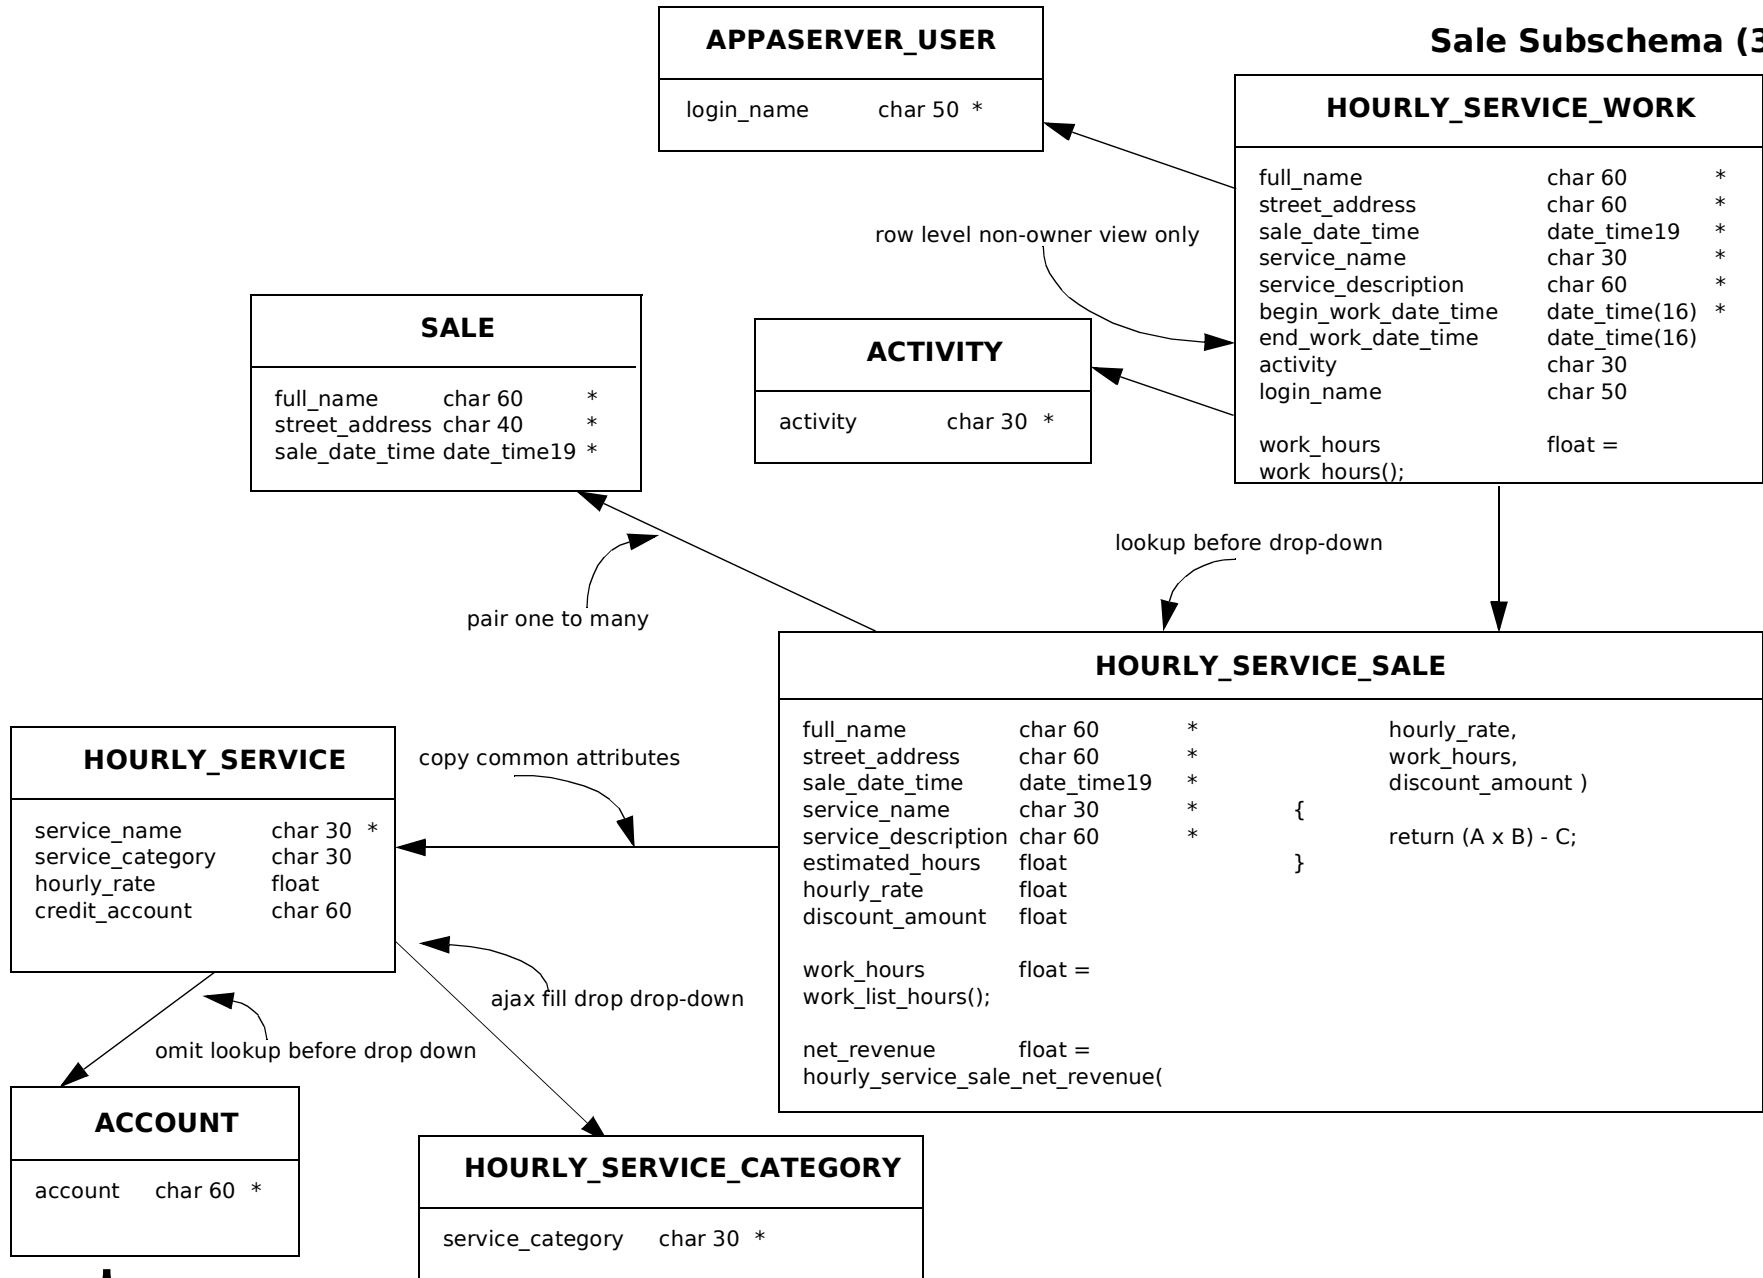 Sale Subschema (3
APPASERVER_USER
login_name char 50 *
HOURLY_SERVICE_WORK
full_name char 60 *
street_address char 60 *
sale_date_time date_time19 *
service_name char 30 *
service_description char 60 *
begin_work_date_time date_time(16) *
end_work_date_time date_time(16)
activity char 30
login_name char 50
work_hours float =
work_hours();
row level non-owner view only
SALE
full_name char 60 *
street_address char 40 *
sale_date_time date_time19 *
ACTIVITY
activity char 30 *
lookup before drop-down
pair one to many
HOURLY_SERVICE_SALE
full_name char 60 * hourly_rate,
street_address char 60 * work_hours,
sale_date_time date_time19 * discount_amount )
service_name char 30 * {
service_description char 60 * return (A x B) - C;
estimated_hours float }
hourly_rate float
discount_amount float
work_hours float =
work_list_hours();
net_revenue float =
hourly_service_sale_net_revenue(
HOURLY_SERVICE
service_name char 30 *
service_category char 30
hourly_rate float
credit_account char 60
copy common attributes
ajax fill drop drop-down
omit lookup before drop down
ACCOUNT
account char 60 *
HOURLY_SERVICE_CATEGORY
service_category char 30 *